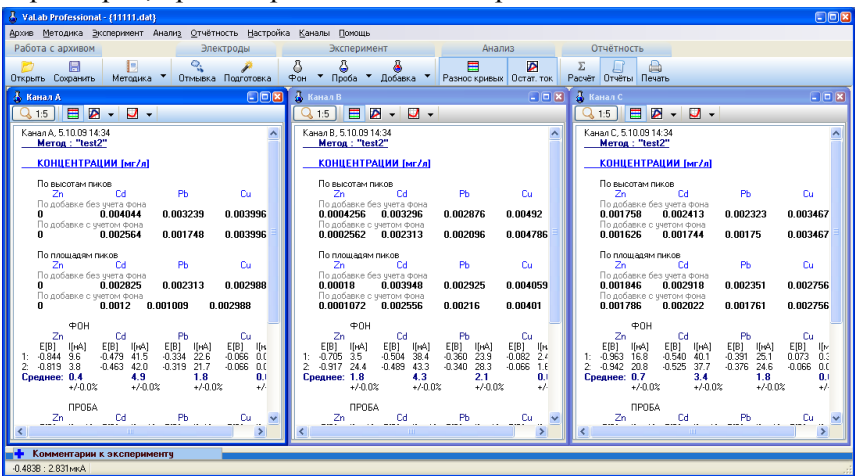 VaLab Professional - {11111.dat}
Архив Методика Эксперимент Анализ Отчётность Настройка Каналы Помощь
Работа с архивом Электроды Эксперимент Анализ Отчётность
Открыть Сохранить Методика Отмывка Подготовка Фон Проба Добавка Разнос кривых Остат. ток Расчёт Отчёты Печать
Канал A
1:5
Канал A, 5.10.09 14:34
Метод : "test2"
КОНЦЕНТРАЦИИ [мг/л]
По высотам пиков
Zn Cd Pb Cu
По добавке без учета фона
0 0.004044 0.003239 0.003996
По добавке с учетом фона
0 0.002564 0.001748 0.003996
По площадям пиков
Zn Cd Pb Cu
По добавке без учета фона
0 0.002825 0.002313 0.002988
По добавке с учетом фона
0 0.0012 0.001009 0.002988
ФОН
Zn Cd Pb Cu
E[В] I[нА] E[В] I[нА] E[В] I[нА] E[В]
1: -0.844 9.6 -0.479 41.5 -0.334 22.6 -0.066
2: -0.819 3.8 -0.463 42.0 -0.319 21.7 -0.066
Среднее: 0.4 4.9 1.8
+/-0.0% +/-0.0%
ПРОБА
Zn Cd Pb Cu
Канал B
1:5
Канал B, 5.10.09 14:34
Метод : "test2"
КОНЦЕНТРАЦИИ [мг/л]
По высотам пиков
Zn Cd Pb Cu
По добавке без учета фона
0.0004256 0.003296 0.002876 0.00492
По добавке с учетом фона
0.0002562 0.002313 0.002096 0.004786
По площадям пиков
Zn Cd Pb Cu
По добавке без учета фона
0.00018 0.003948 0.002925 0.004059
По добавке с учетом фона
0.0001072 0.002556 0.00216 0.00401
ФОН
Zn Cd Pb Cu
E[В] I[нА] E[В] I[нА] E[В] I[нА] E[В]
1: -0.705 3.5 -0.504 38.4 -0.360 23.9 -0.082
2: -0.917 24.4 -0.489 43.3 -0.340 28.3 -0.066
Среднее: 1.8 4.3 2.1
+/-0.0% +/-0.0%
ПРОБА
Zn Cd Pb Cu
Канал C
1:5
Канал C, 5.10.09 14:34
Метод : "test2"
КОНЦЕНТРАЦИИ [мг/л]
По высотам пиков
Zn Cd Pb Cu
По добавке без учета фона
0.001758 0.002413 0.002323 0.003467
По добавке с учетом фона
0.001626 0.001744 0.00175 0.003467
По площадям пиков
Zn Cd Pb Cu
По добавке без учета фона
0.001846 0.002918 0.002351 0.002756
По добавке с учетом фона
0.001786 0.002022 0.001761 0.002756
ФОН
Zn Cd Pb Cu
E[В] I[нА] E[В] I[нА] E[В] I[нА] E[В]
1: -0.963 16.8 -0.540 40.1 -0.391 25.1 0.073
2: -0.942 20.8 -0.525 37.7 -0.376 24.6 -0.066
Среднее: 0.7 3.4 1.8
+/-0.0% +/-0.0%
ПРОБА
Zn Cd Pb Cu
Комментарии к эксперименту
-0.483В : 2.831мкА